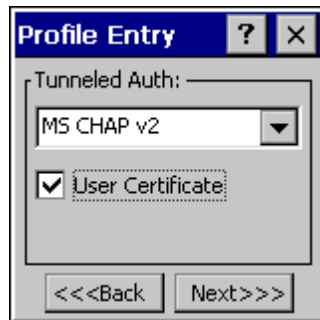 Profile Entry ? ×
Tunneled Auth:
MS CHAP v2
User Certificate
<<<Back Next>>>